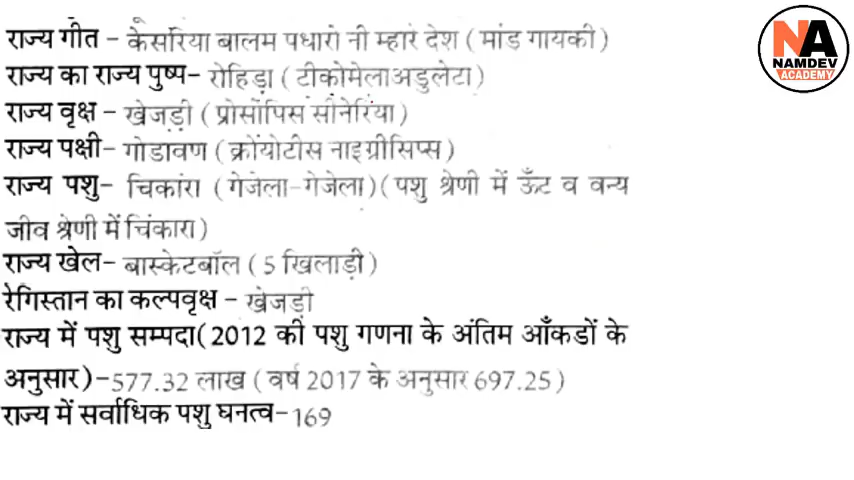 राज्य गीत - केसरिया बालम पधारो नी म्हारे देश (मांड गायकी)
NA
NAMDEV
ACADEMY
राज्य का राज्य पुष्प- रोहिड़ा (टीकोमेलाअडुलेटा)
राज्य वृक्ष - खेजड़ी (प्रोसोपिस सीनेरिया)
राज्य पक्षी - गोडावण (क्रोयोटीस नाइग्रीसिप्स)
राज्य पशु- चिकांरा (गेजेला-गेजेला)(पशु श्रेणी में ऊँट व वन्य
जीव श्रेणी में चिंकारा)
राज्य खेल- बास्केटबॉल (5 खिलाड़ी)
रेगिस्तान का कल्पवृक्ष - खेजड़ी
राज्य में पशु सम्पदा(2012 की पशु गणना के अंतिम आँकडों के
अनुसार)-577.32 लाख (वर्ष 2017 के अनुसार 697.25)
राज्य में सर्वाधिक पशु घनत्व-169